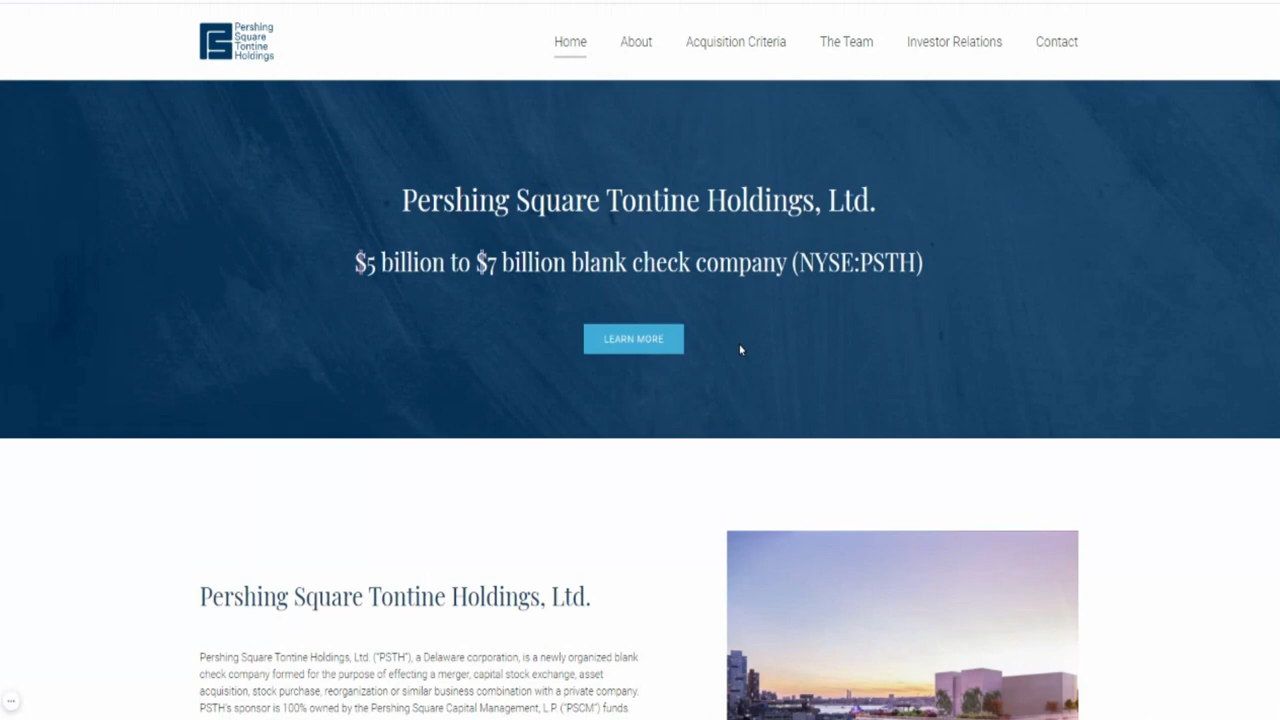 Pershing
Square
Tontine
Holdings
Home About Acquisition Criteria The Team Investor Relations Contact
Pershing Square Tontine Holdings, Ltd.
$5 billion to $7 billion blank check company (NYSE:PSTH)
LEARN MORE
Pershing Square Tontine Holdings, Ltd.
Pershing Square Tontine Holdings, Ltd. ("PSTH"), a Delaware corporation, is a newly organized blank
check company formed for the purpose of effecting a merger, capital stock exchange, asset
acquisition, stock purchase, reorganization or similar business combination with a private company.
PSTH's sponsor is 100% owned by the Pershing Square Capital Management, L.P. ("PSCM") funds.